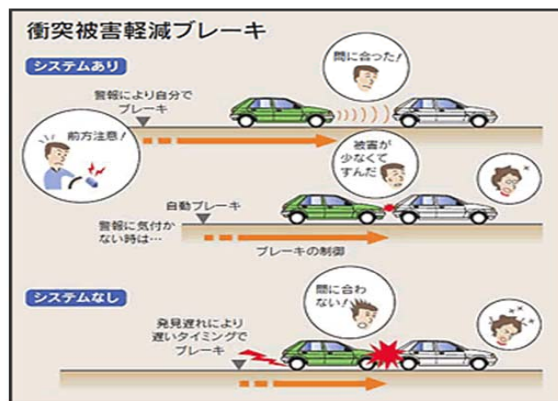 衝突被害軽減ブレーキ
システムあり
間に合った!
警報により自分で
ブレーキ
前方注意!
被害が
少なくて
すんだ
自動ブレーキ
警報に気付か
ない時は…
ブレーキの制御
システムなし
間に合わ
ない!
発見遅れにより
遅いタイミングで
ブレーキ